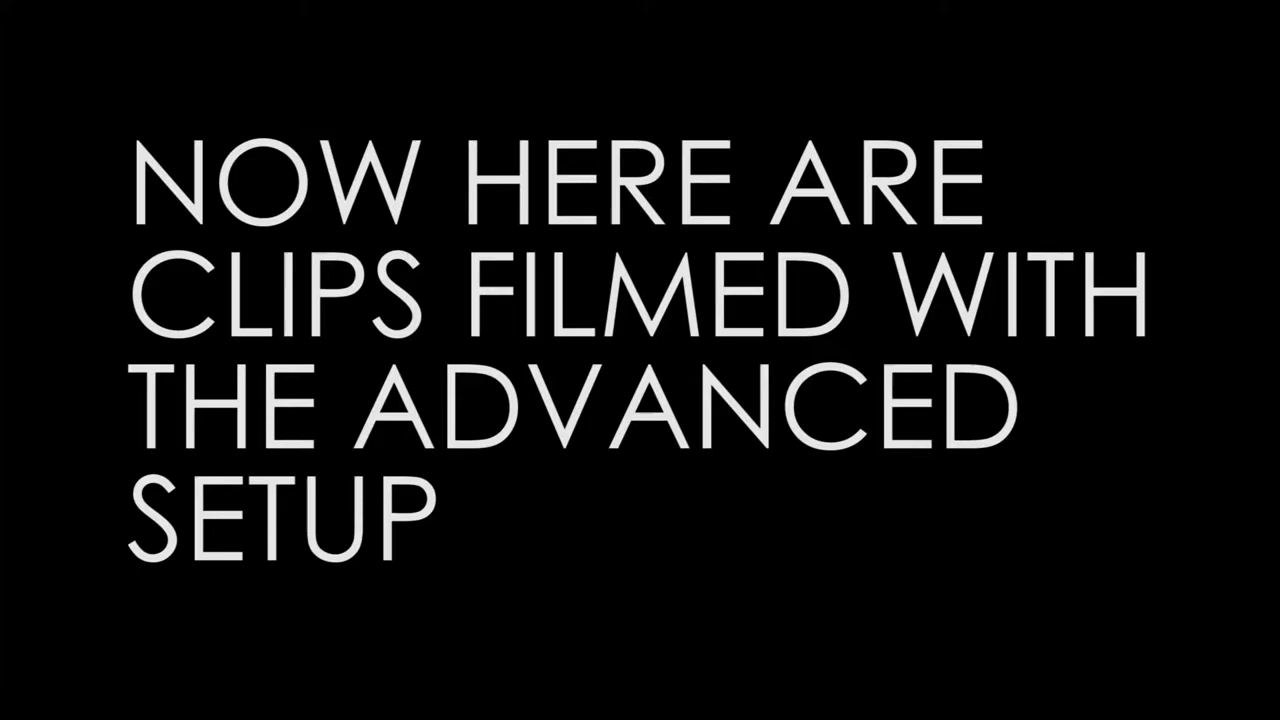 NOW HERE ARE
CLIPS FILMED WITH
THE ADVANCED
SETUP